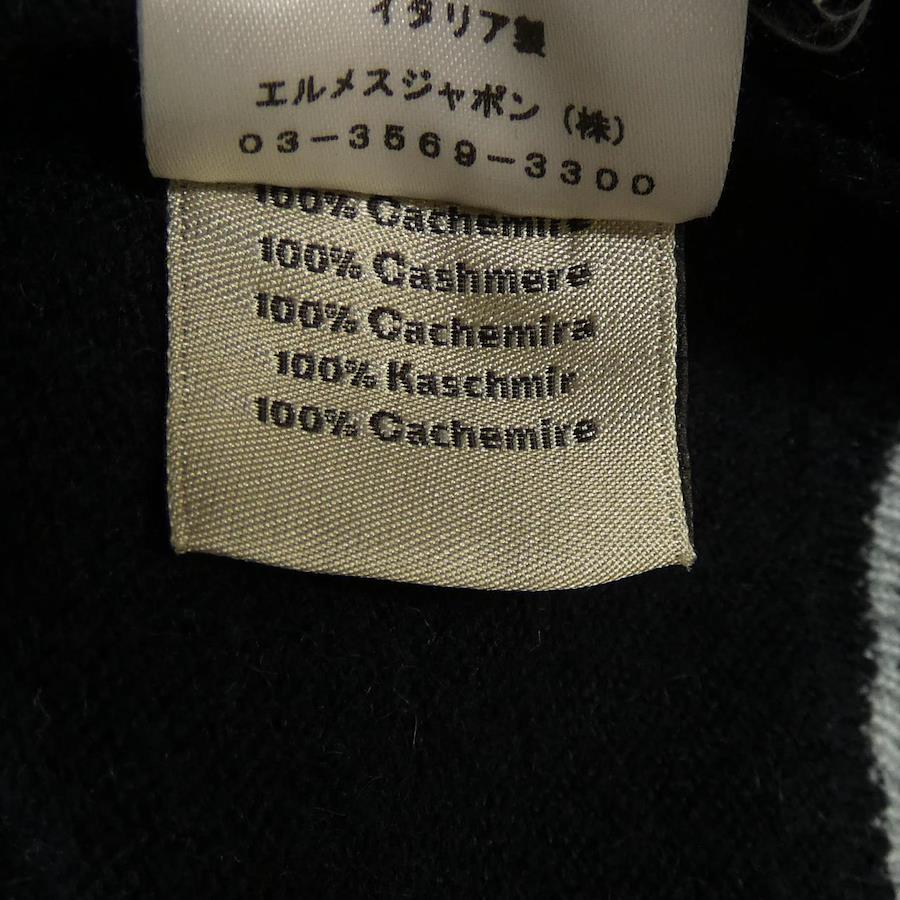 イタリア製
エルメスジャポン（株）
03-3569-3300
100% Cachemire
100% Cashmere
100% Cachemira
100% Kaschmir
100% Cachemire